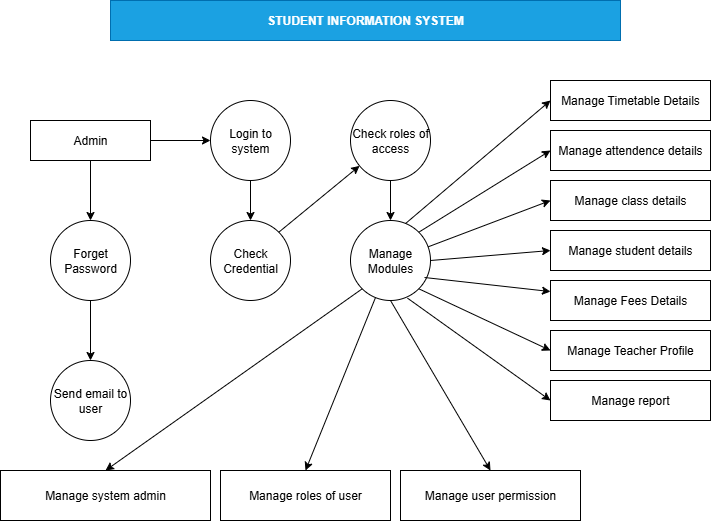 STUDENT INFORMATION SYSTEM
Admin
Login to
system
Check roles of
access
Manage Timetable Details
Manage attendence details
Manage class details
Forget
Password
Check
Credential
Manage
Modules
Manage student details
Manage Fees Details
Manage Teacher Profile
Send email to
user
Manage report
Manage system admin
Manage roles of user
Manage user permission